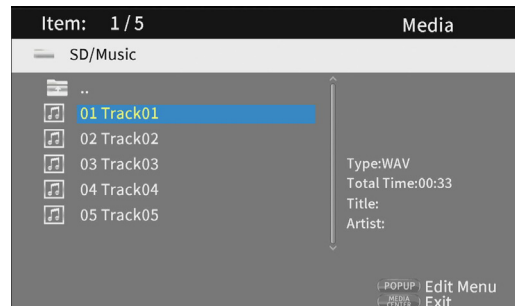 Item: 1/5 Media
SD/Music
..
01 Track01
02 Track02
03 Track03
04 Track04
05 Track05
Type:WAV
Total Time:00:33
Title:
Artist:
POPUP Edit Menu
MEDIA CENTER Exit